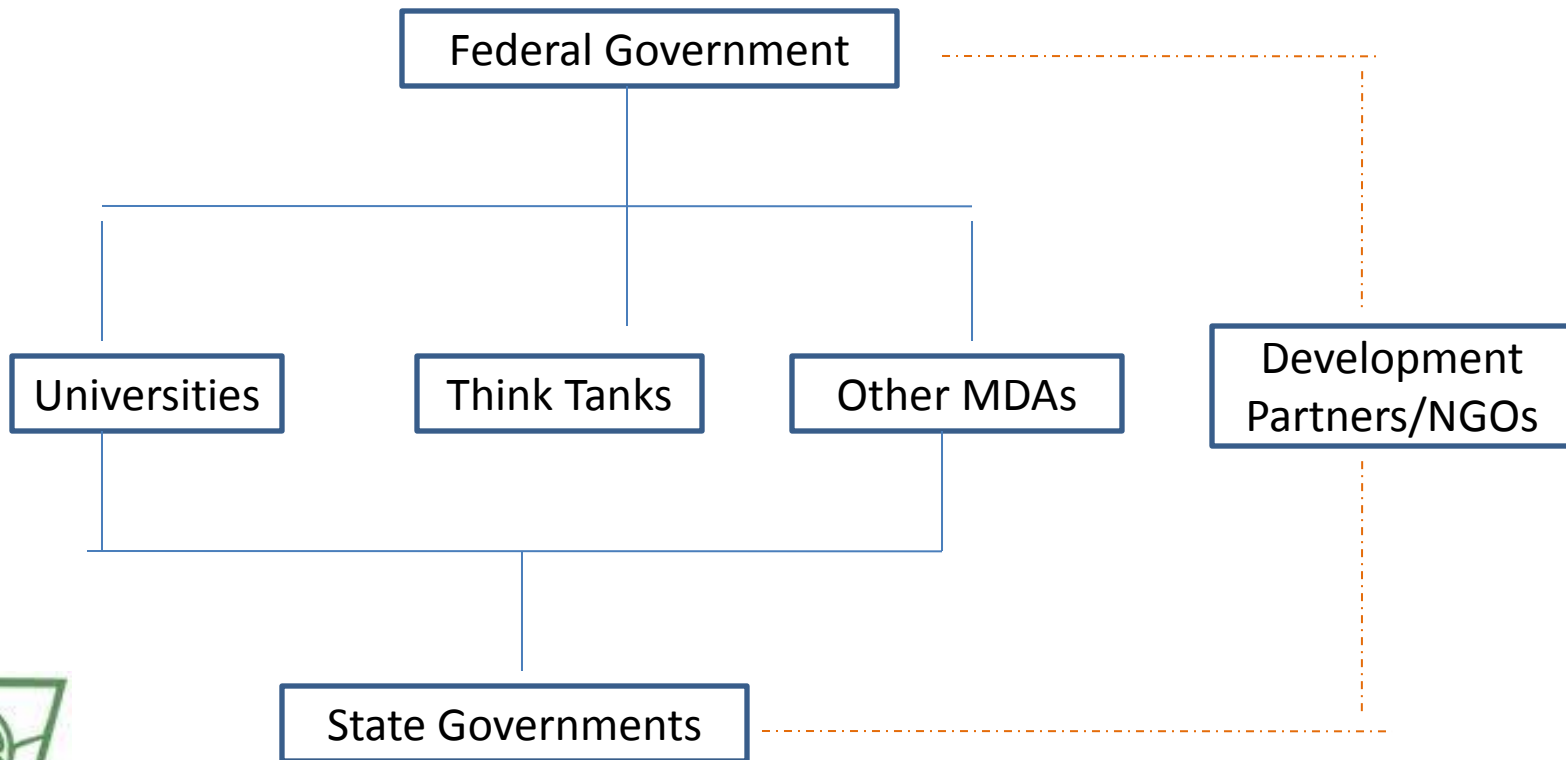 Federal Government
Universities
Think Tanks
Other MDAs
Development
Partners/NGOs
State Governments